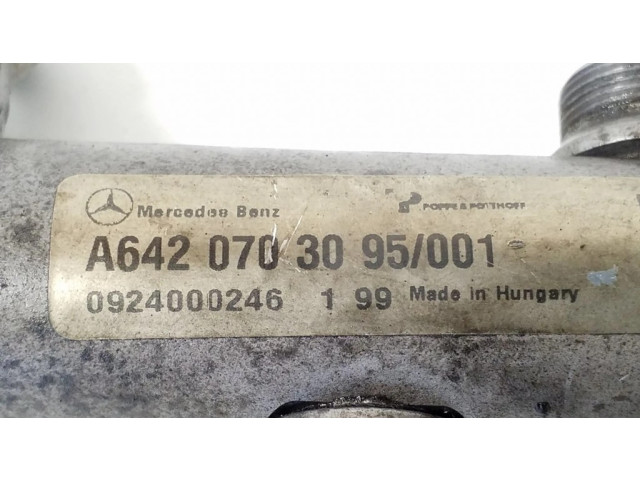 Mercedes Benz POPPE & POTTHOFF
A642 070 30 95/001
0924000246 1 99 Made in Hungary